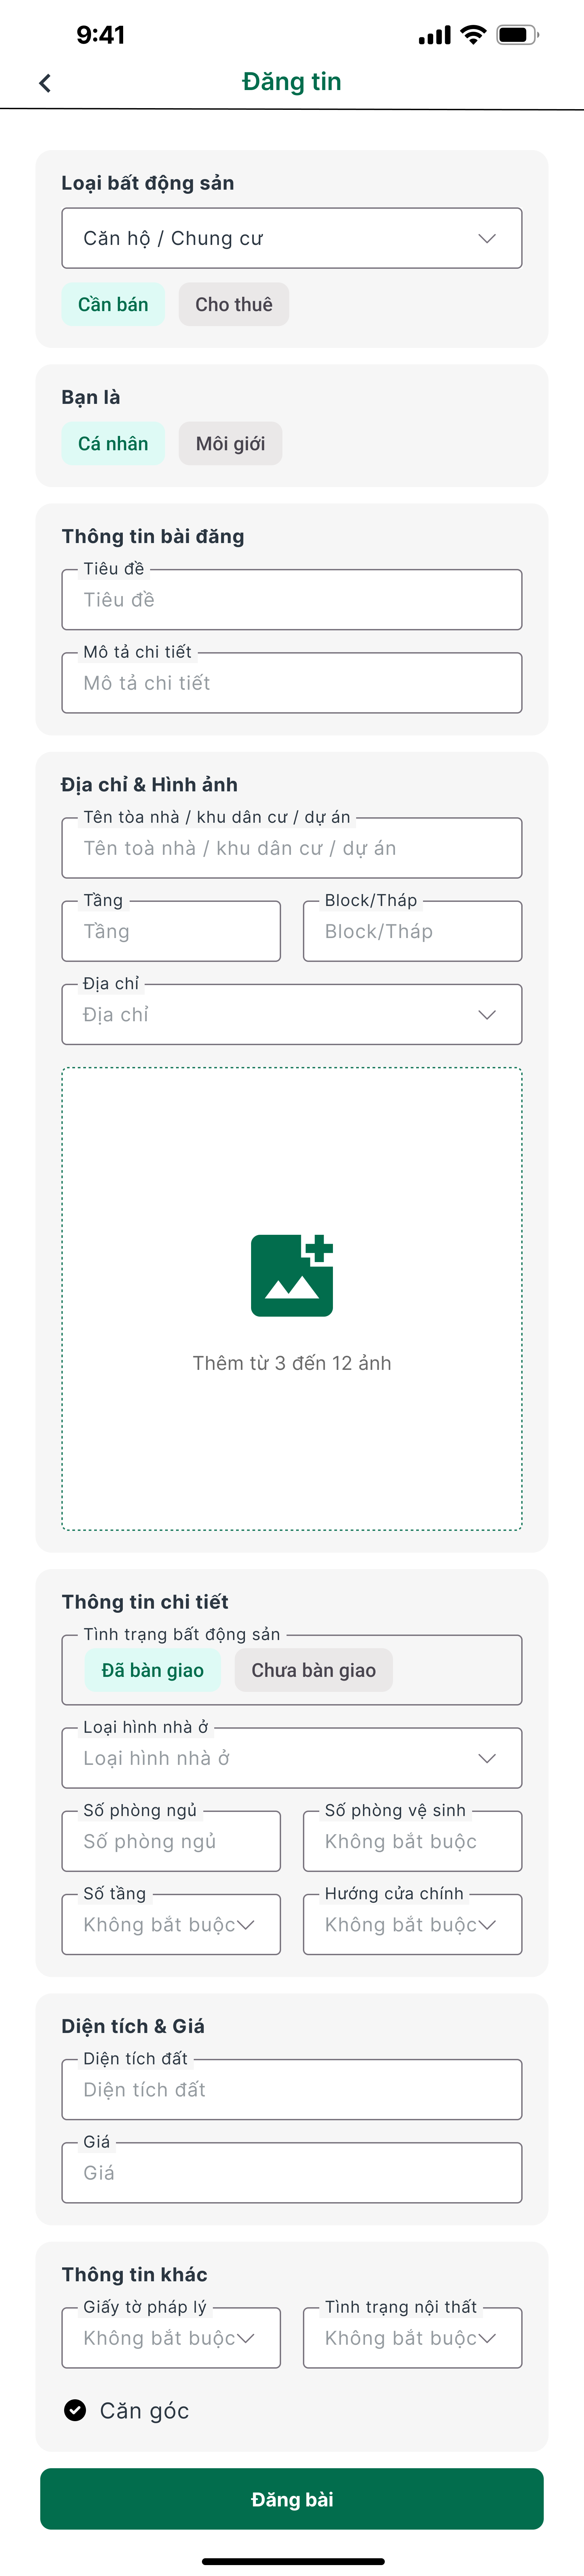 9:41
Đăng tin
Loại bất động sản
Căn hộ / Chung cư
Cần bán
Cho thuê
Bạn là
Cá nhân
Môi giới
Thông tin bài đăng
Tiêu đề
Tiêu đề
Mô tả chi tiết
Mô tả chi tiết
Địa chỉ & Hình ảnh
Tên tòa nhà / khu dân cư / dự án
Tên toà nhà / khu dân cư / dự án
Tầng
Block/Tháp
Tầng
Block/Tháp
Địa chỉ
Địa chỉ
Thêm từ 3 đến 12 ảnh
Thông tin chi tiết
Tình trạng bất động sản
Đã bàn giao
Chưa bàn giao
Loại hình nhà ở
Loại hình nhà ở
Số phòng ngủ
Số phòng vệ sinh
Số phòng ngủ
Không bắt buộc
Số tầng
Hướng cửa chính
Không bắt buộc
Không bắt buộc
Diện tích & Giá
Diện tích đất
Diện tích đất
Giá
Giá
Thông tin khác
Giấy tờ pháp lý
Tình trạng nội thất
Không bắt buộc
Không bắt buộc
Căn góc
Đăng bài